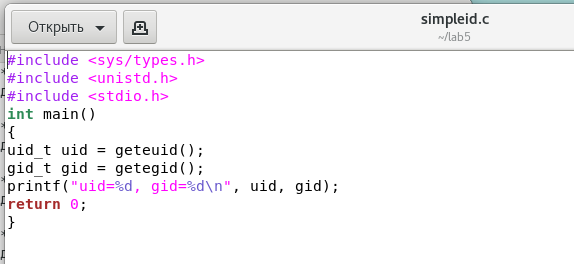 Открыть
simpleid.c
~/lab5
#include <sys/types.h>
#include <unistd.h>
#include <stdio.h>
int main()
{
uid_t uid = geteuid();
gid_t gid = getegid();
printf("uid=%d, gid=%d\n", uid, gid);
return 0;
}